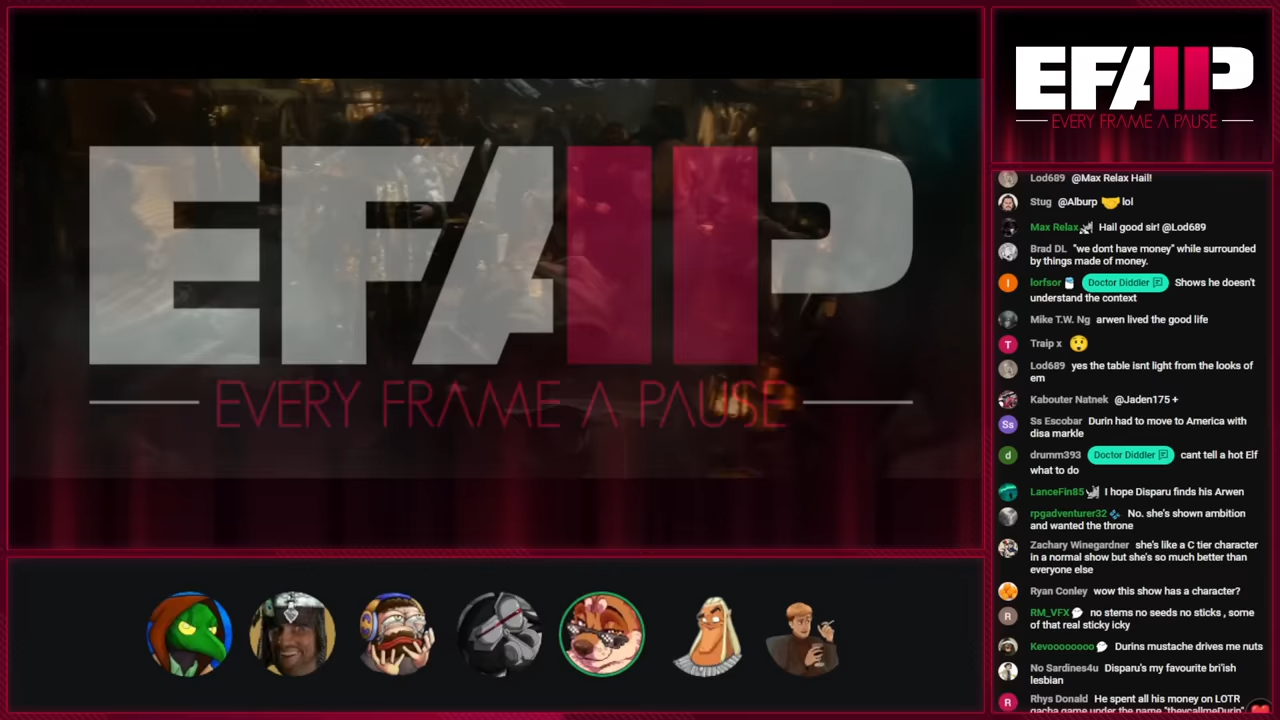 EFAP
EVERY FRAME A PAUSE
EFAP
EVERY FRAME A PAUSE
Lod689 @Max Relax Hail!
Stug @Alburp lol
Max Relax Hail good sir! @Lod689
Brad DL "we dont have money" while surrounded
by things made of money.
lorfsor Doctor Diddler Shows he doesn't
understand the context
Mike T.W. Ng arwen lived the good life
Traip x
Lod689 yes the table isnt light from the looks of
em
Kabouter Natnek @Jaden175 +
Ss Escobar Durin had to move to America with
disa markle
drumm393 Doctor Diddler cant tell a hot Elf
what to do
LanceFin85 I hope Disparu finds his Arwen
rpgadventurer32 No. she's shown ambition
and wanted the throne
Zachary Winegardner she's like a C tier character
in a normal show but she's so much better than
everyone else
Ryan Conley wow this show has a character?
RM_VFX no stems no seeds no sticks , some
of that real sticky icky
Kevoooooooo Durins mustache drives me nuts
No Sardines4u Disparu's my favourite bri'ish
lesbian
Rhys Donald He spent all his money on LOTR
gacha game under the name "theycallmeDurin"